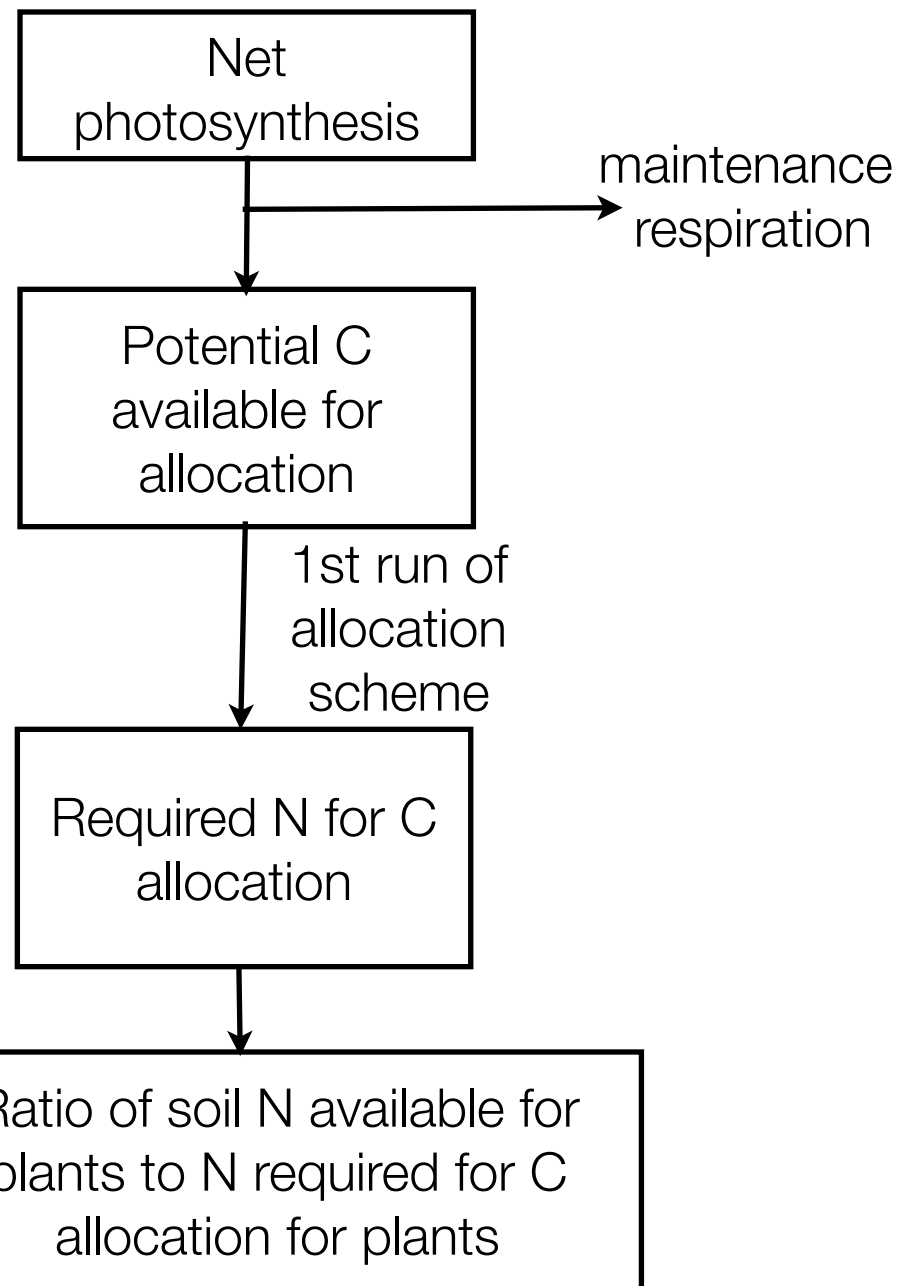 Net
photosynthesis
maintenance
respiration
Potential C
available for
allocation
1st run of
allocation
scheme
Required N for C
allocation
Ratio of soil N available for
plants to N required for C
allocation for plants